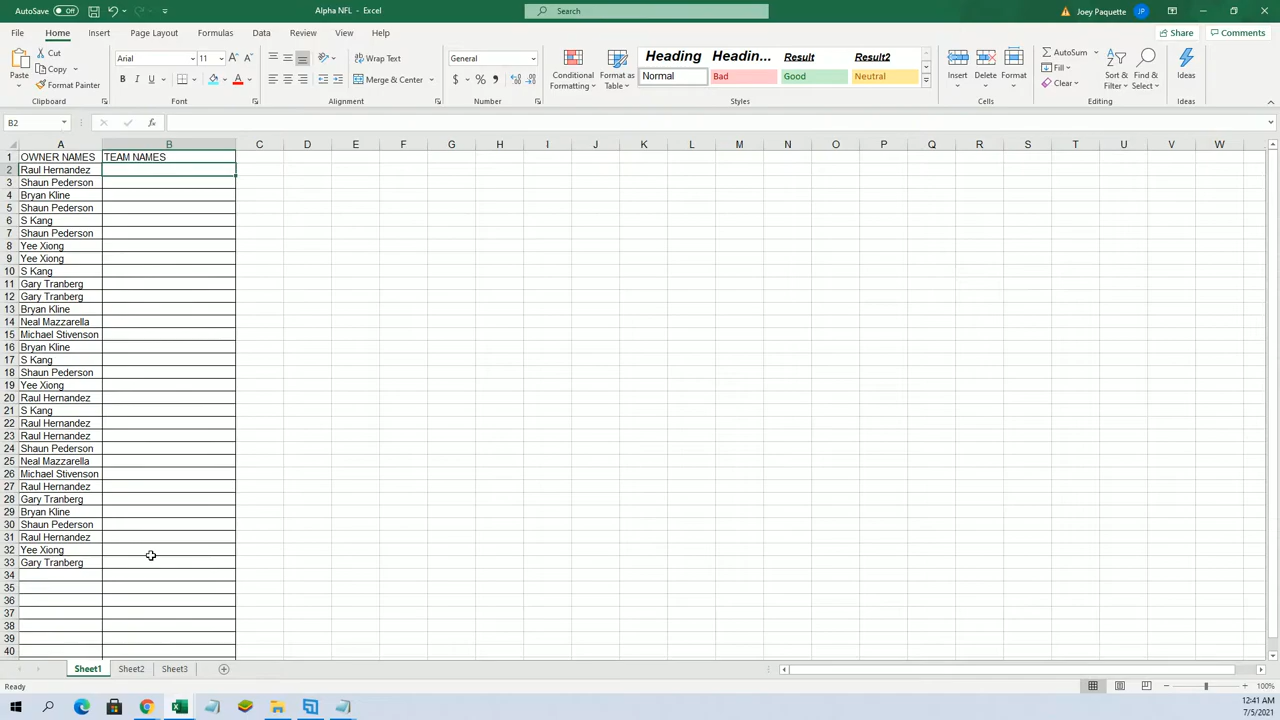 AutoSave Off Alpha NFL - Excel Search Joey Paquette JP
File Home Insert Page Layout Formulas Data Review View Help Share Comments
Paste Cut Copy Format Painter Clipboard
Arial 11 A A B I U A Font
Wrap Text Merge & Center Alignment
General $ % , Number
Conditional Formatting Format as Table
Heading Headin... Result Result2
Normal Bad Good Neutral
Styles
Insert Delete Format Cells
AutoSum Fill Clear Sort & Filter Find & Select Editing
Ideas Ideas
B2 fx
A B C D E F G H I J K L M N O P Q R S T U V W
1 OWNER NAMES TEAM NAMES
2 Raul Hernandez
3 Shaun Pederson
4 Bryan Kline
5 Shaun Pederson
6 S Kang
7 Shaun Pederson
8 Yee Xiong
9 Yee Xiong
10 S Kang
11 Gary Tranberg
12 Gary Tranberg
13 Bryan Kline
14 Neal Mazzarella
15 Michael Stivenson
16 Bryan Kline
17 S Kang
18 Shaun Pederson
19 Yee Xiong
20 Raul Hernandez
21 S Kang
22 Raul Hernandez
23 Raul Hernandez
24 Shaun Pederson
25 Neal Mazzarella
26 Michael Stivenson
27 Raul Hernandez
28 Gary Tranberg
29 Bryan Kline
30 Shaun Pederson
31 Raul Hernandez
32 Yee Xiong
33 Gary Tranberg
34
35
36
37
38
39
40
Sheet1 Sheet2 Sheet3
Ready 100%
12:41 AM
7/5/2021